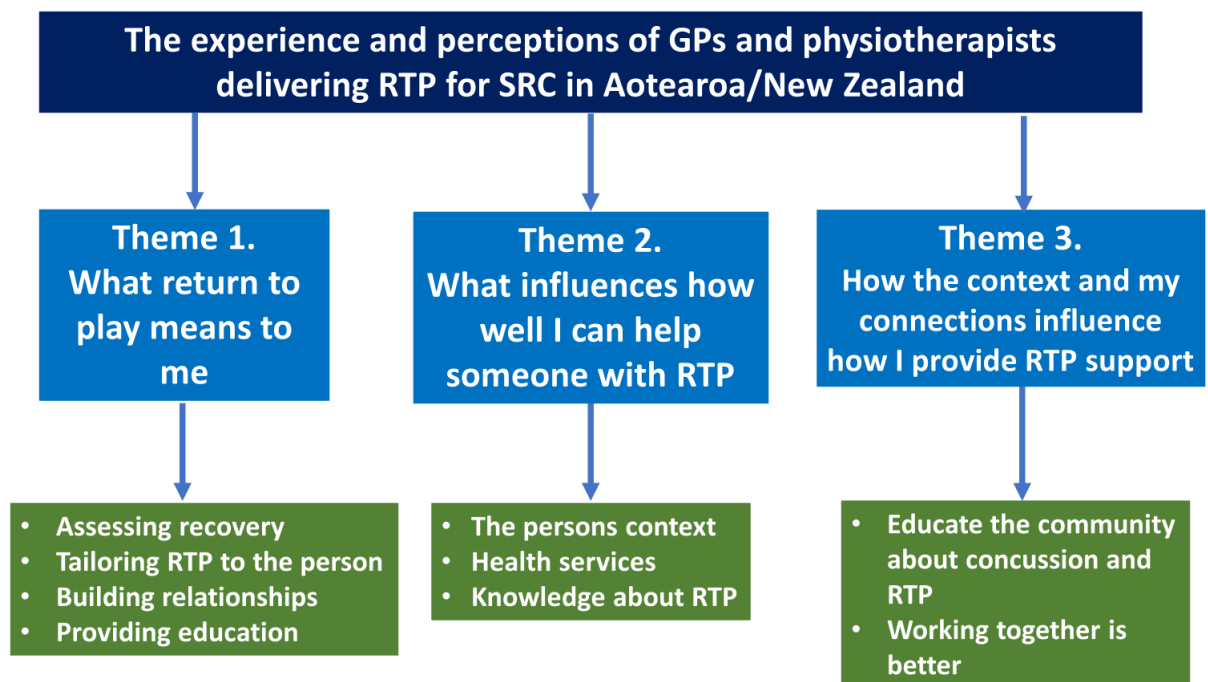 The experience and perceptions of GPs and physiotherapists
delivering RTP for SRC in Aotearoa/New Zealand
Theme 1.
What return to
play means to
me
Theme 2.
What influences how
well I can help
someone with RTP
Theme 3.
How the context and my
connections influence
how I provide RTP support
• Assessing recovery
• Tailoring RTP to the person
• Building relationships
• Providing education
• The persons context
• Health services
• Knowledge about RTP
• Educate the community
about concussion and
RTP
• Working together is
better